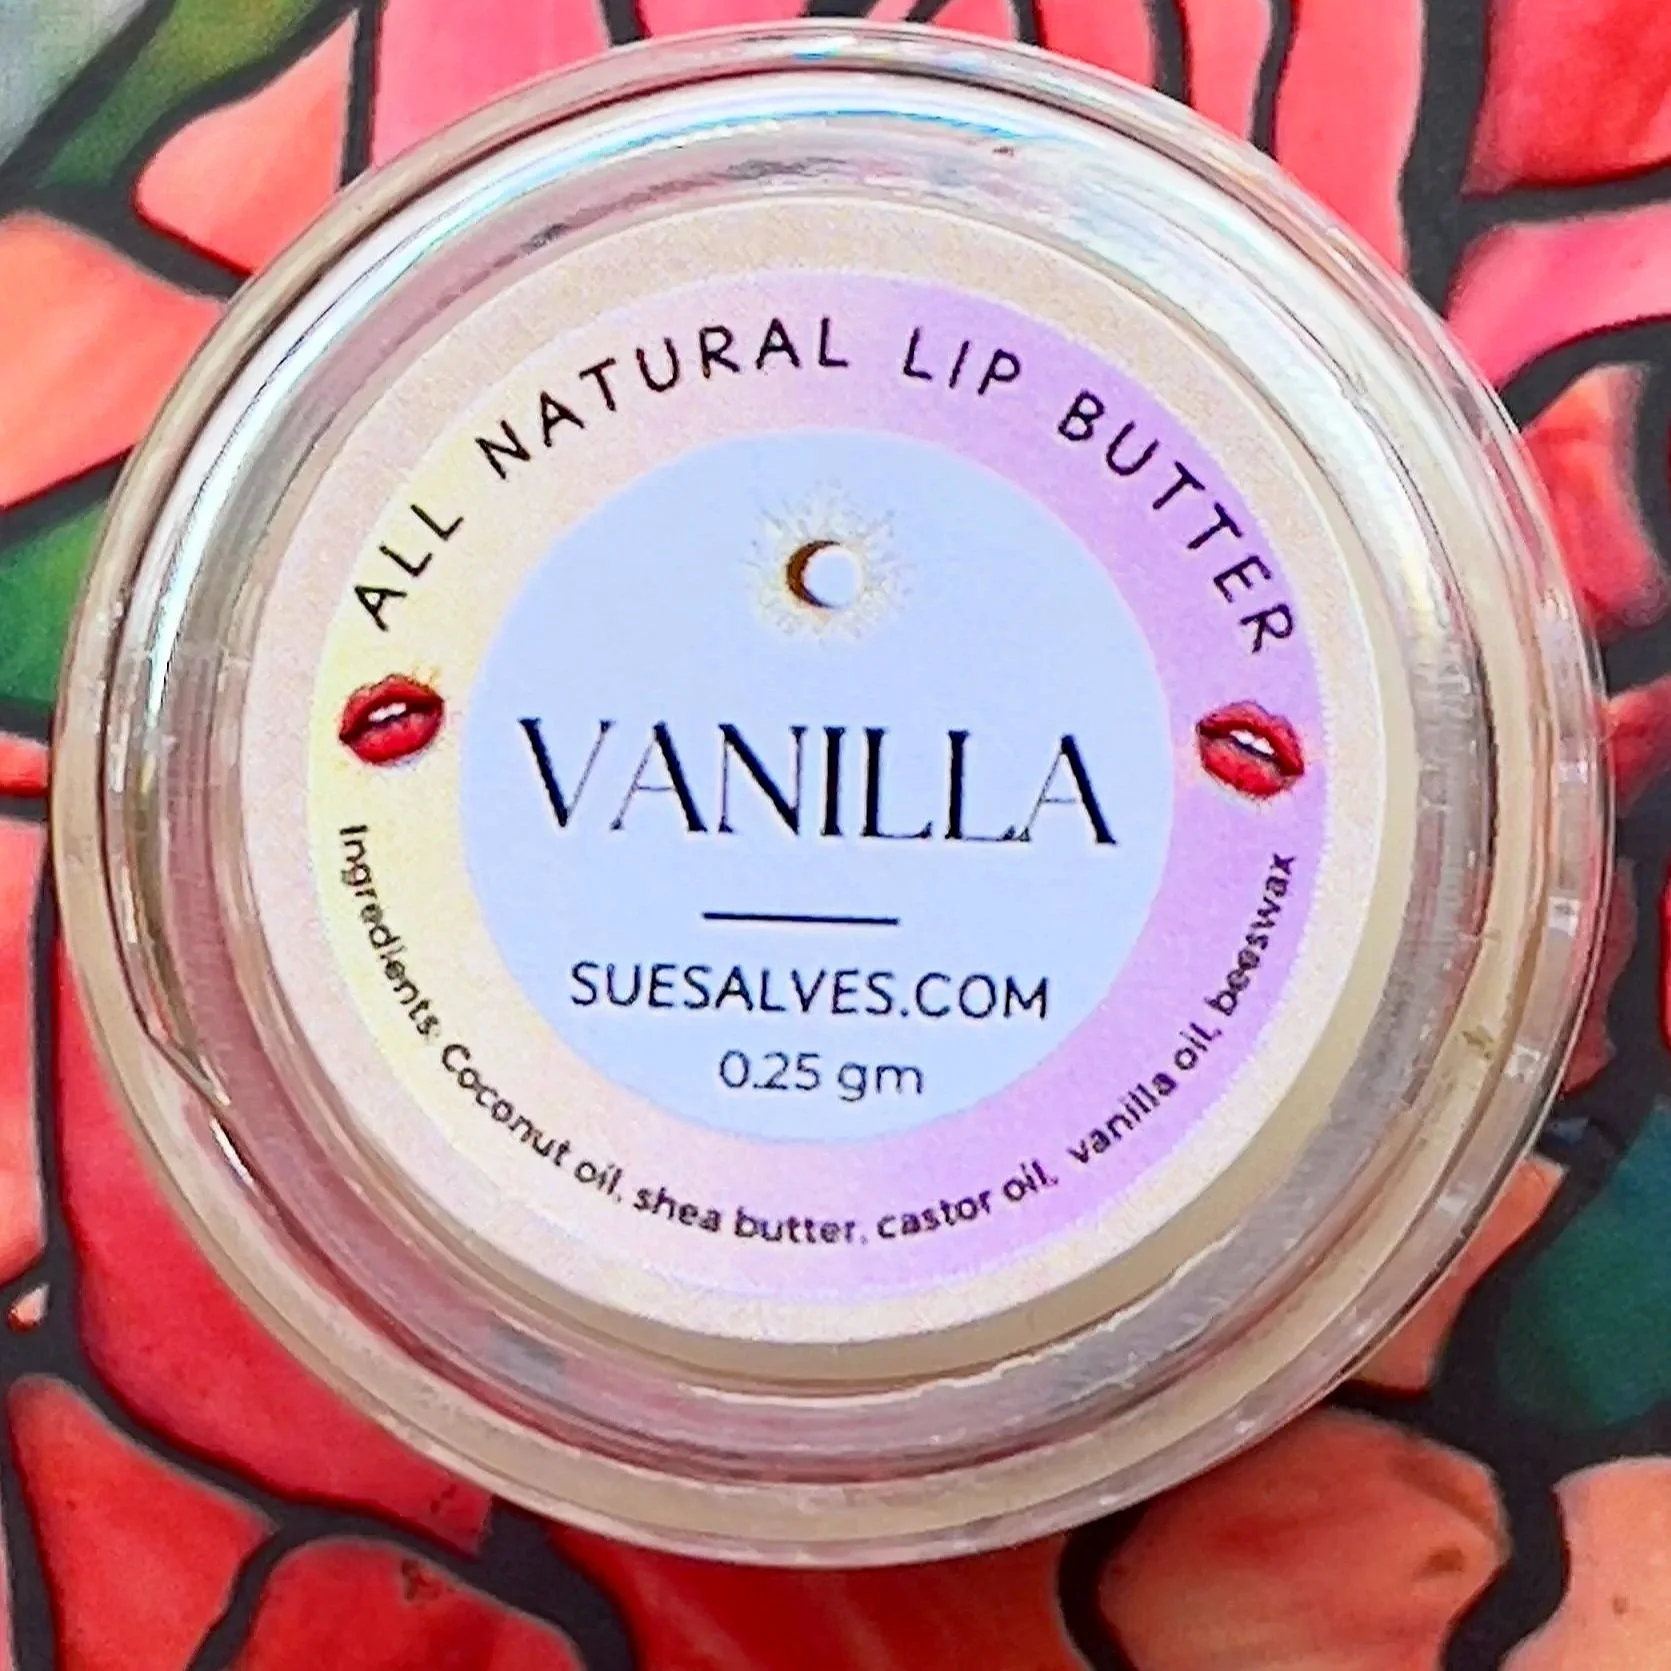 ALL NATURAL LIP BUTTER
VANILLA
SUESALVES.COM
0.25 gm
Ingredients: Coconut oil, shea butter, castor oil, vanilla oil, beeswax